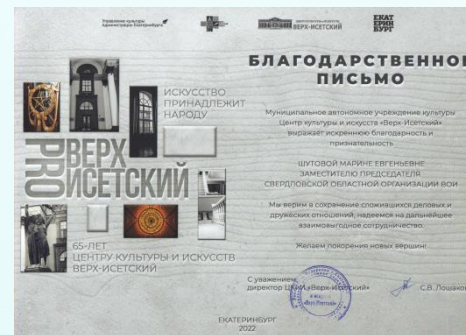 Управление культуры
Администрации Екатеринбурга
ВЕРХ-ИСЕТСКИЙ
ЕКАТ
ЕРИН
БУРГ
БЛАГОДАРСТВЕННОЕ
ПИСЬМО
ИСКУССТВО
ПРИНАДЛЕЖИТ
НАРОДУ
PRO
ВЕРХ
ИСЕТСКИЙ
65-ЛЕТ
ЦЕНТРУ КУЛЬТУРЫ И ИСКУССТВ
ВЕРХ-ИСЕТСКИЙ
Муниципальное автономное учреждение культуры
Центр культуры и искусств «Верх-Исетский»
выражает искреннюю благодарность и
признательность
ШУТОВОЙ МАРИНЕ ЕВГЕНЬЕВНЕ
ЗАМЕСТИТЕЛЮ ПРЕДСЕДАТЕЛЯ
СВЕРДЛОВСКОЙ ОБЛАСТНОЙ ОРГАНИЗАЦИИ ВОИ
Мы верим в сохранение сложившихся деловых и
дружеских отношений, надеемся на дальнейшее
взаимовыгодное сотрудничество.
Желаем покорения новых вершин!
С уважением,
директор ЦКиИ «Верх-Исетский»
С.В. Лошаков
ЕКАТЕРИНБУРГ
2022